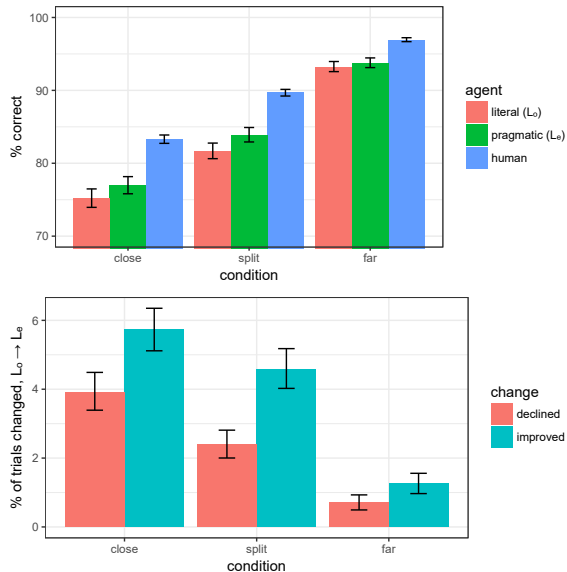 100
90
80
70
% correct
close
split
far
condition
agent
literal (L₀)
pragmatic (Lₑ)
human
6
4
2
0
% of trials changed, L₀ → Lₑ
close
split
far
condition
change
declined
improved